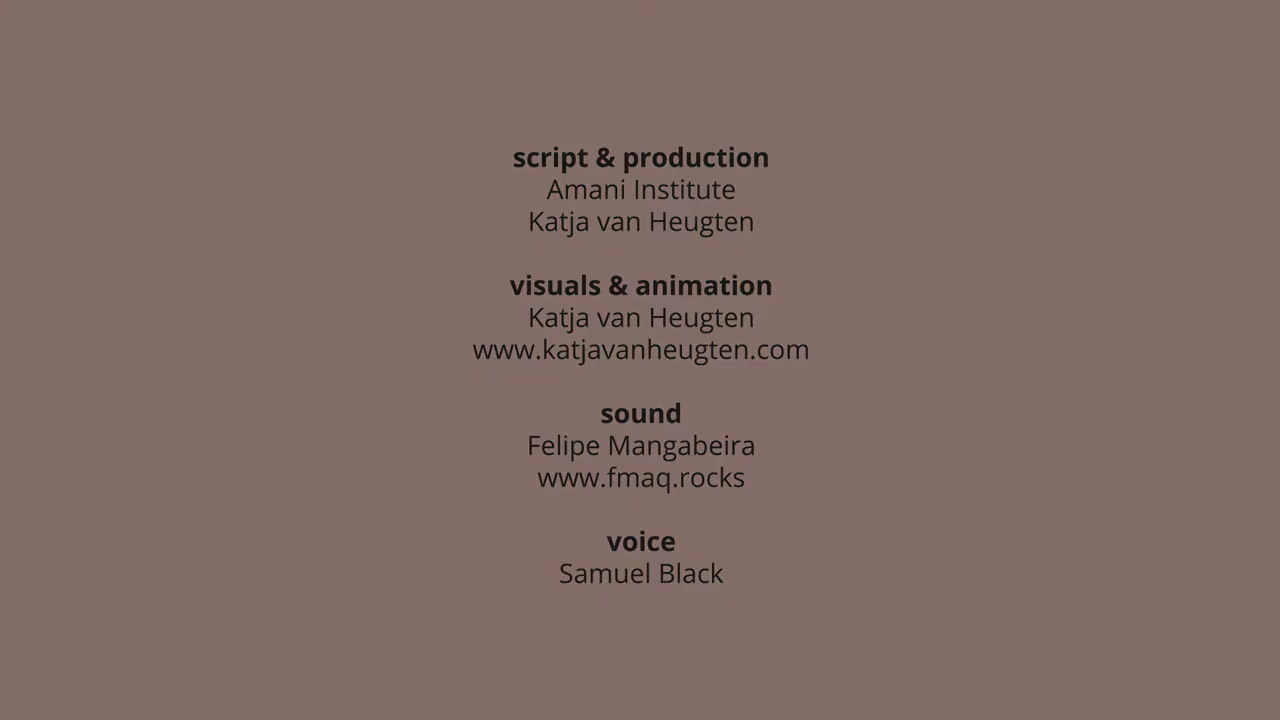 script & production
Amani Institute
Katja van Heugten
visuals & animation
Katja van Heugten
www.katjavanheugten.com
sound
Felipe Mangabeira
www.fmaq.rocks
voice
Samuel Black